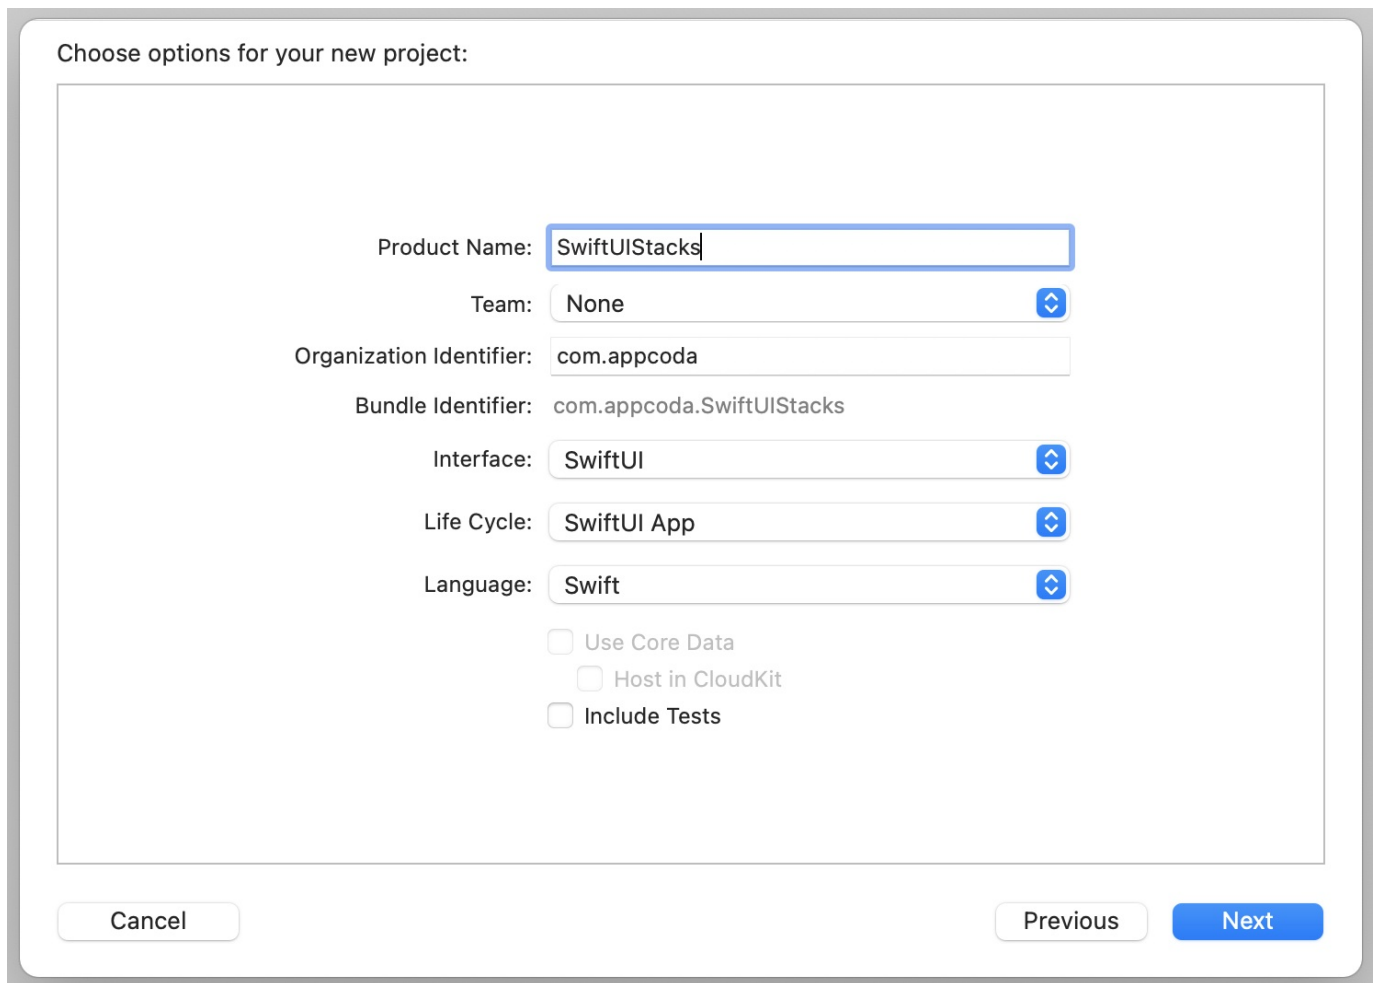 Choose options for your new project:
Product Name: SwiftUIStacks
Team: None
Organization Identifier: com.appcoda
Bundle Identifier: com.appcoda.SwiftUIStacks
Interface: SwiftUI
Life Cycle: SwiftUI App
Language: Swift
Use Core Data
Host in CloudKit
Include Tests
Cancel Previous Next